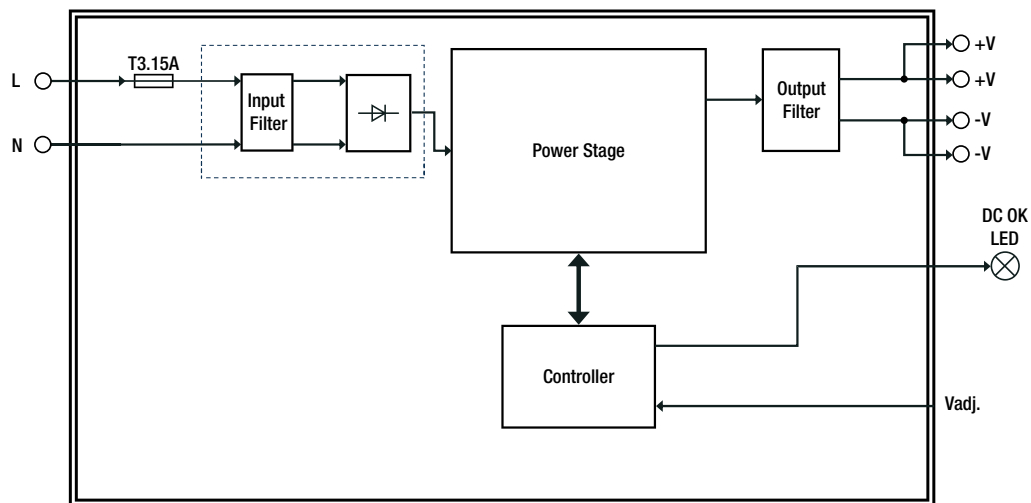 L
T3.15A
N
Input
Filter
Power Stage
Output
Filter
+V
+V
-V
-V
DC OK
LED
Controller
Vadj.